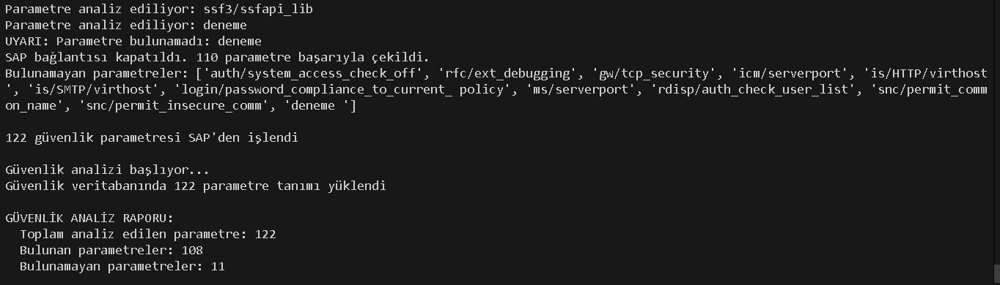 Parametre analiz ediliyor: ssf3/ssfapi_lib
Parametre analiz ediliyor: deneme
UYARI: Parametre bulunamadı: deneme
SAP bağlantısı kapatıldı. 110 parametre başarıyla çekildi.
Bulunamayan parametreler: ['auth/system_access_check_off', 'rfc/ext_debugging', 'gw/tcp_security', 'icm/serverport', 'is/HTTP/virthost
', 'is/SMTP/virthost', 'login/password_compliance_to_current_ policy', 'ms/serverport', 'rdisp/auth_check_user_list', 'snc/permit_comm
on_name', 'snc/permit_insecure_comm', 'deneme ']
122 güvenlik parametresi SAP'den işlendi
Güvenlik analizi başlıyor...
Güvenlik veritabanında 122 parametre tanımı yüklendi
GÜVENLİK ANALİZ RAPORU:
Toplam analiz edilen parametre: 122
Bulunan parametreler: 108
Bulunamayan parametreler: 11